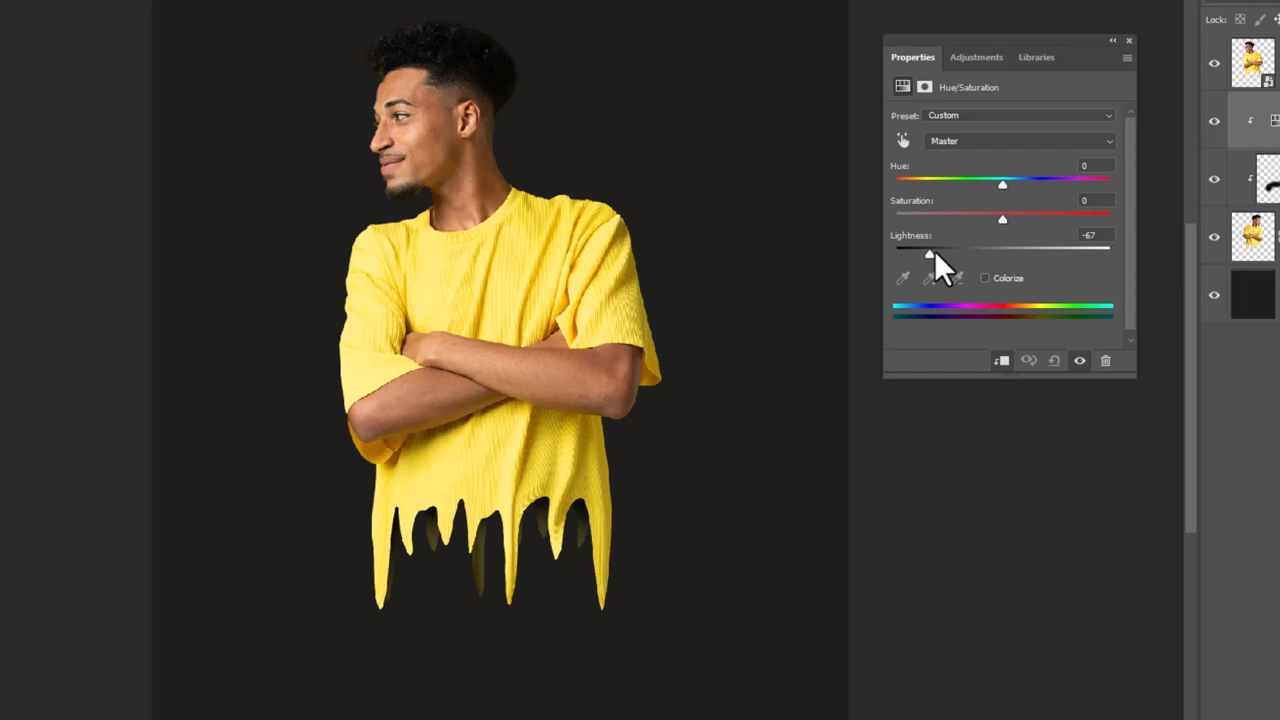 Lock:
Properties Adjustments Libraries
Hue/Saturation
Preset: Custom
Master
Hue: 0
Saturation: 0
Lightness: -67
Colorize